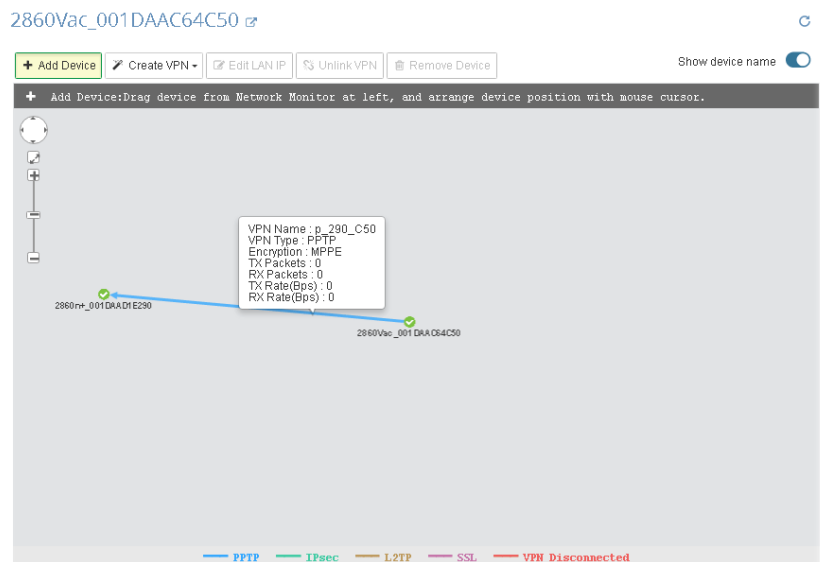 2860Vac_001DAAC64C50
Add Device
Create VPN
Edit LAN IP
Unlink VPN
Remove Device
Show device name
Add Device:Drag device from Network Monitor at left, and arrange device position with mouse cursor.
VPN Name : p_290_C50
VPN Type : PPTP
Encryption : MPPE
TX Packets : 0
RX Packets : 0
TX Rate(Bps) : 0
RX Rate(Bps) : 0
2860n+_001DAAD1E290
2860Vac_001DAAC64C50
PPTP IPsec L2TP SSL VPN Disconnected